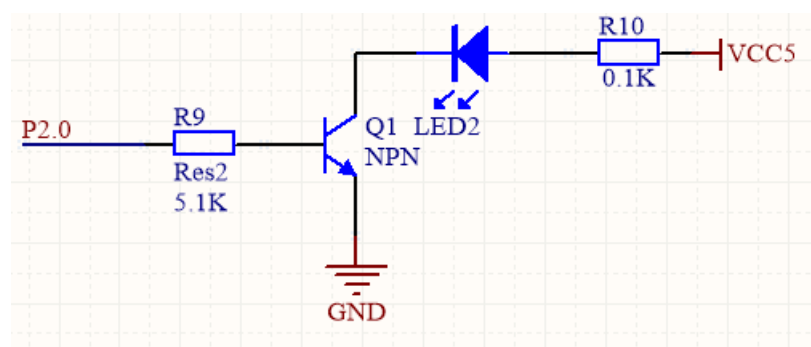 R10
VCC5
0.1K
P2.0
R9
Q1 LED2
NPN
Res2
5.1K
GND